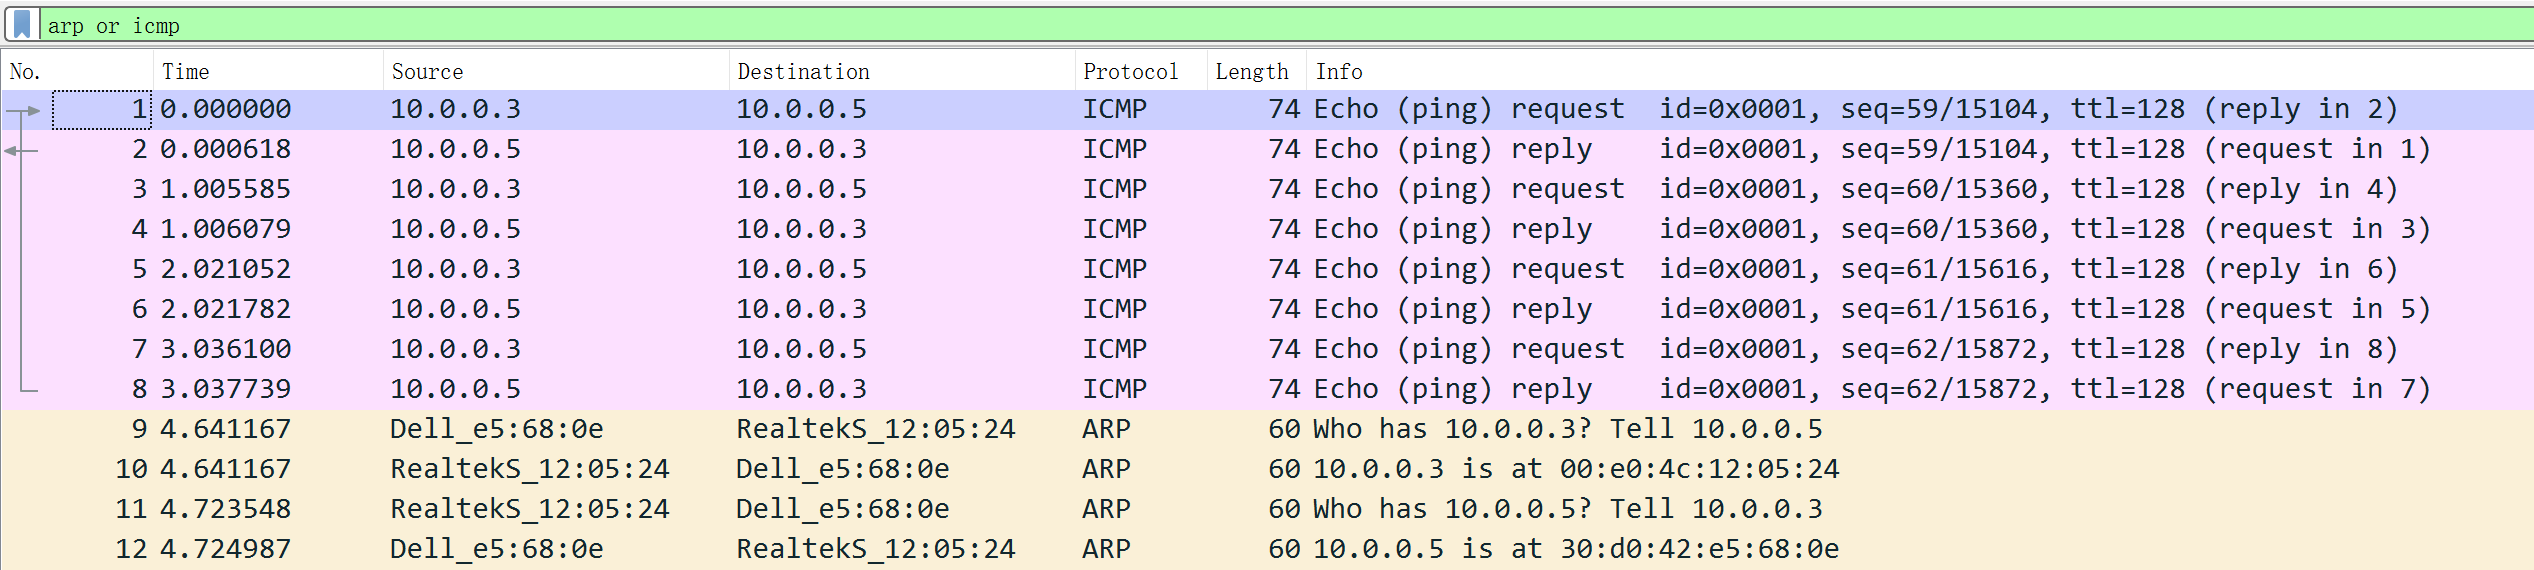 arp or icmp
No. Time Source Destination Protocol Length Info
1 0.000000 10.0.0.3 10.0.0.5 ICMP 74 Echo (ping) request id=0x0001, seq=59/15104, ttl=128 (reply in 2)
2 0.000618 10.0.0.5 10.0.0.3 ICMP 74 Echo (ping) reply id=0x0001, seq=59/15104, ttl=128 (request in 1)
3 1.005585 10.0.0.3 10.0.0.5 ICMP 74 Echo (ping) request id=0x0001, seq=60/15360, ttl=128 (reply in 4)
4 1.006079 10.0.0.5 10.0.0.3 ICMP 74 Echo (ping) reply id=0x0001, seq=60/15360, ttl=128 (request in 3)
5 2.021052 10.0.0.3 10.0.0.5 ICMP 74 Echo (ping) request id=0x0001, seq=61/15616, ttl=128 (reply in 6)
6 2.021782 10.0.0.5 10.0.0.3 ICMP 74 Echo (ping) reply id=0x0001, seq=61/15616, ttl=128 (request in 5)
7 3.036100 10.0.0.3 10.0.0.5 ICMP 74 Echo (ping) request id=0x0001, seq=62/15872, ttl=128 (reply in 8)
8 3.037739 10.0.0.5 10.0.0.3 ICMP 74 Echo (ping) reply id=0x0001, seq=62/15872, ttl=128 (request in 7)
9 4.641167 Dell_e5:68:0e RealtekS_12:05:24 ARP 60 Who has 10.0.0.3? Tell 10.0.0.5
10 4.641167 RealtekS_12:05:24 Dell_e5:68:0e ARP 60 10.0.0.3 is at 00:e0:4c:12:05:24
11 4.723548 RealtekS_12:05:24 Dell_e5:68:0e ARP 60 Who has 10.0.0.5? Tell 10.0.0.3
12 4.724987 Dell_e5:68:0e RealtekS_12:05:24 ARP 60 10.0.0.5 is at 30:d0:42:e5:68:0e